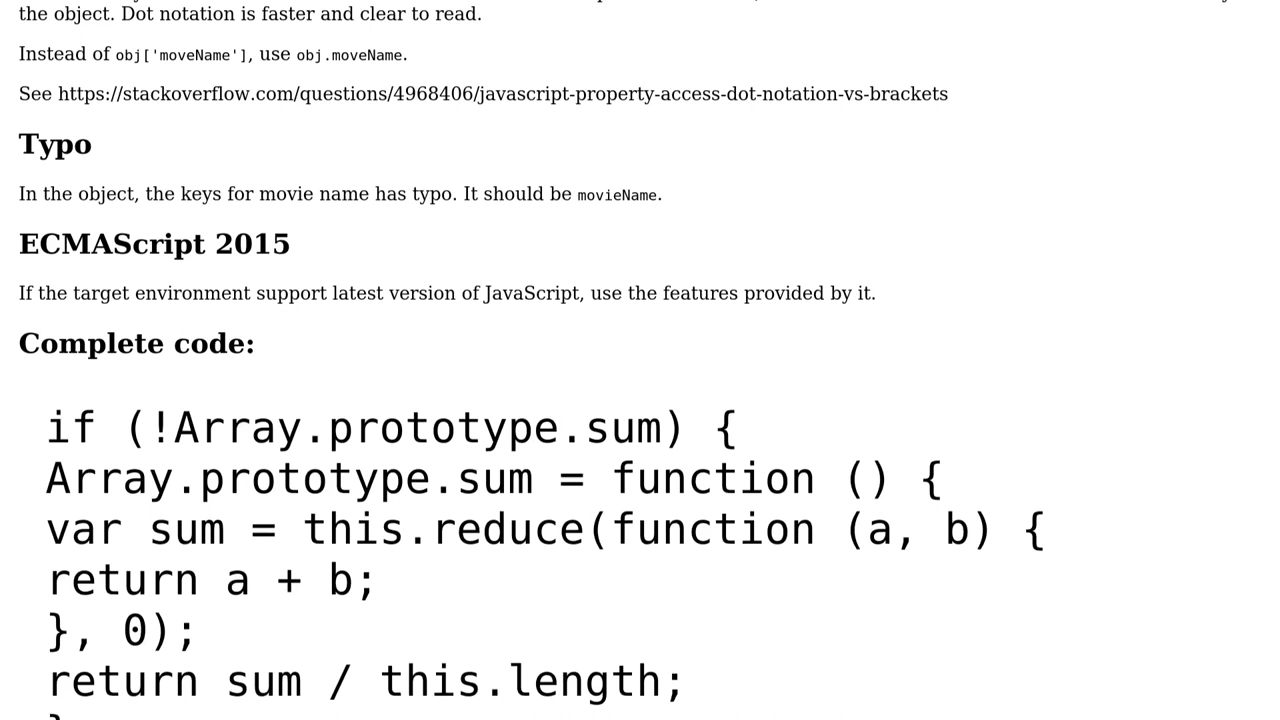 the object. Dot notation is faster and clear to read.
Instead of obj['moveName'], use obj.moveName.
See https://stackoverflow.com/questions/4968406/javascript-property-access-dot-notation-vs-brackets
Typo
In the object, the keys for movie name has typo. It should be movieName.
ECMAScript 2015
If the target environment support latest version of JavaScript, use the features provided by it.
Complete code:
if (!Array.prototype.sum) {
Array.prototype.sum = function () {
var sum = this.reduce(function (a, b) {
return a + b;
}, 0);
return sum / this.length;
}